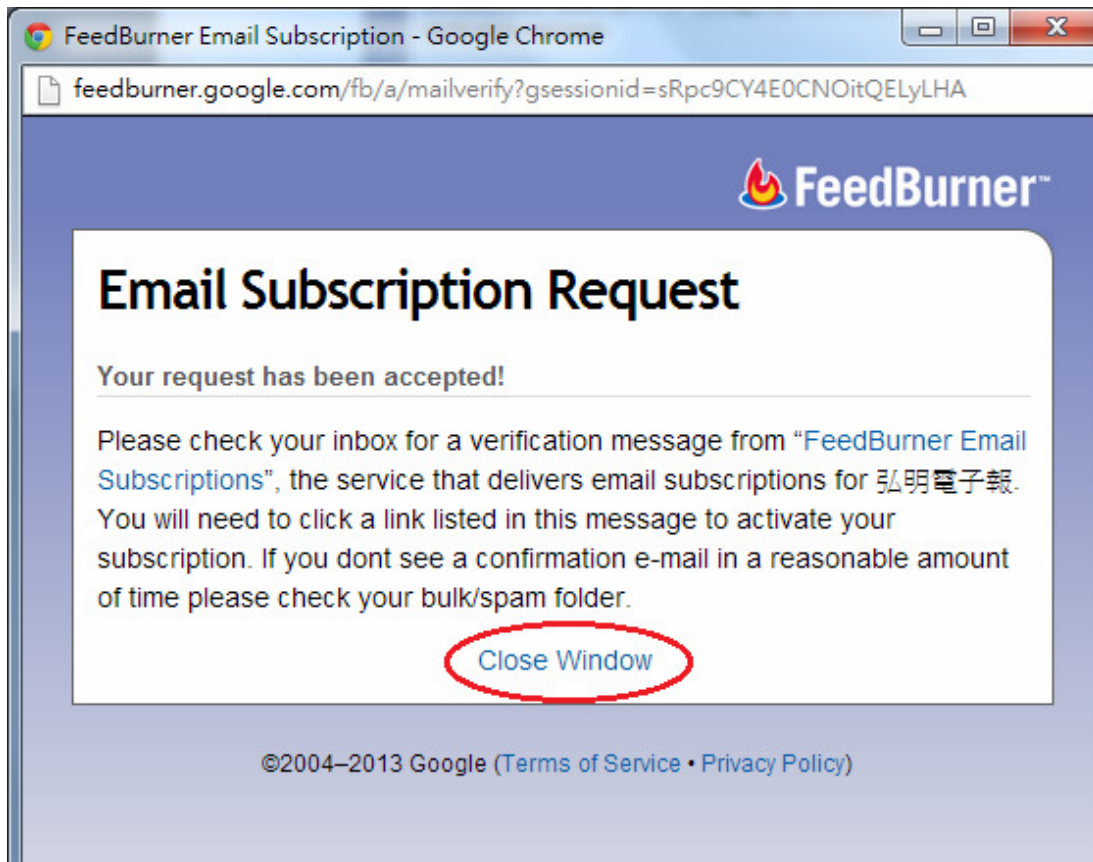 FeedBurner Email Subscription - Google Chrome
feedburner.google.com/fb/a/mailverify?gsessionid=sRpc9CY4E0CNOitQELyLHA
FeedBurner™
Email Subscription Request
Your request has been accepted!
Please check your inbox for a verification message from “FeedBurner Email
Subscriptions”, the service that delivers email subscriptions for 弘明電子報.
You will need to click a link listed in this message to activate your
subscription. If you dont see a confirmation e-mail in a reasonable amount
of time please check your bulk/spam folder.
Close Window
©2004–2013 Google (Terms of Service • Privacy Policy)